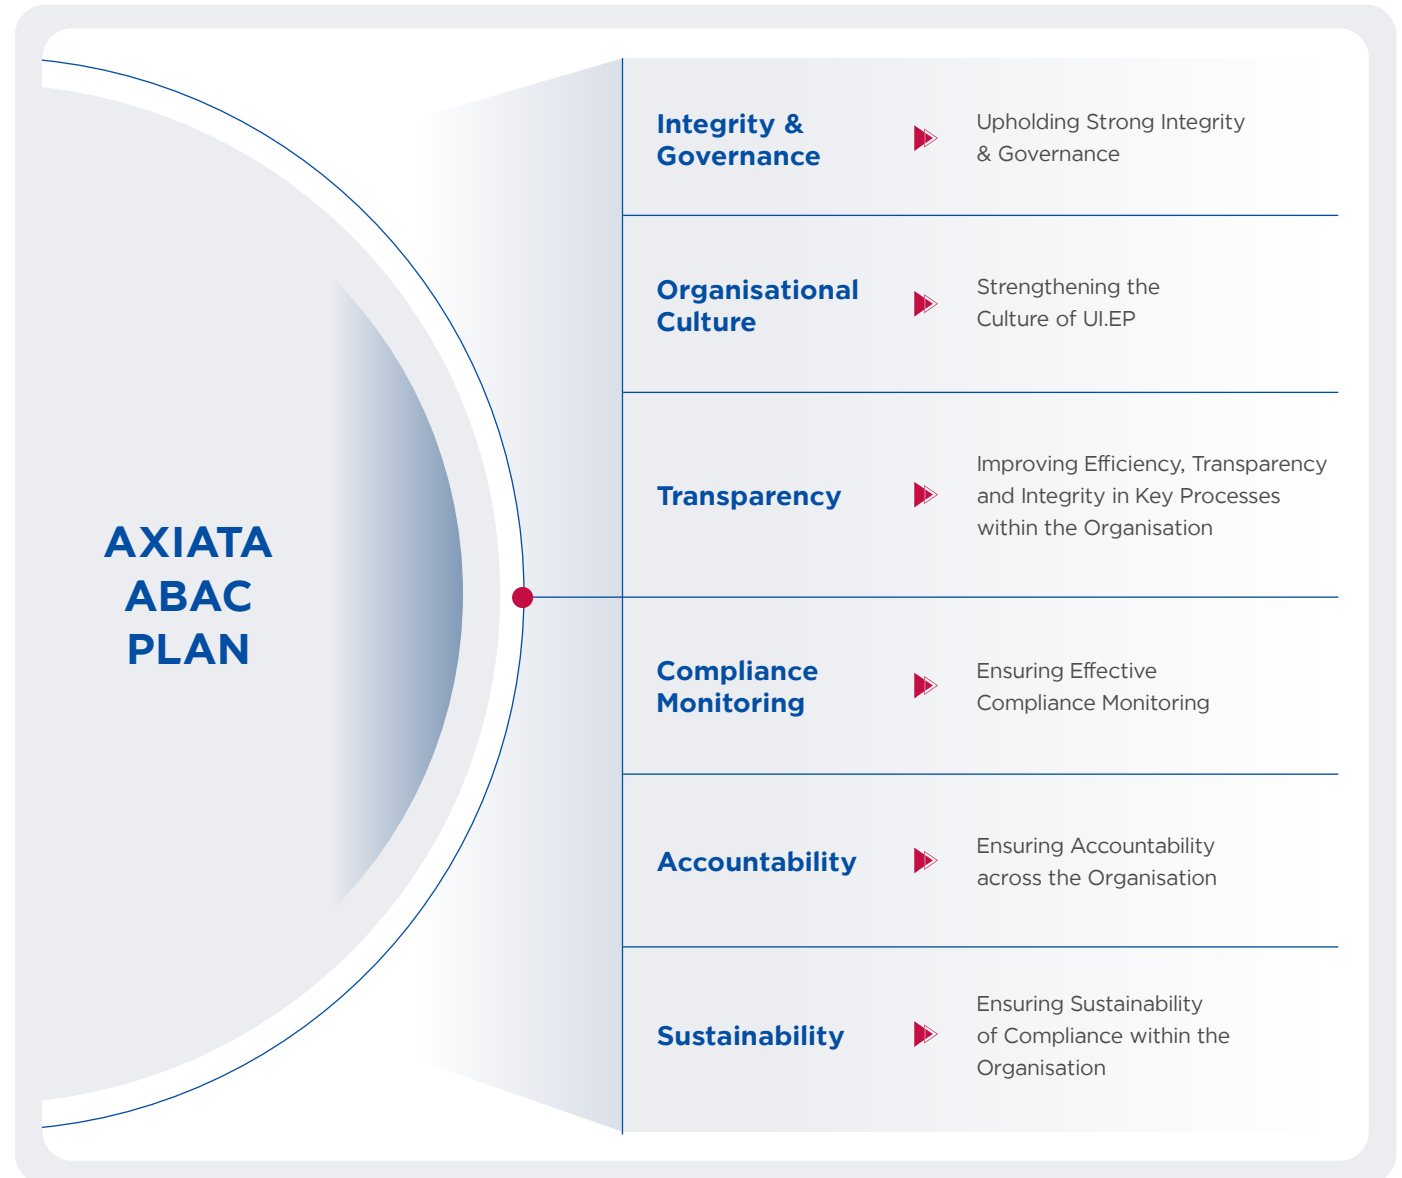 AXIATA
ABAC
PLAN
Integrity &
Governance
Upholding Strong Integrity
& Governance
Organisational
Culture
Strengthening the
Culture of UI.EP
Transparency
Improving Efficiency, Transparency
and Integrity in Key Processes
within the Organisation
Compliance
Monitoring
Ensuring Effective
Compliance Monitoring
Accountability
Ensuring Accountability
across the Organisation
Sustainability
Ensuring Sustainability
of Compliance within the
Organisation